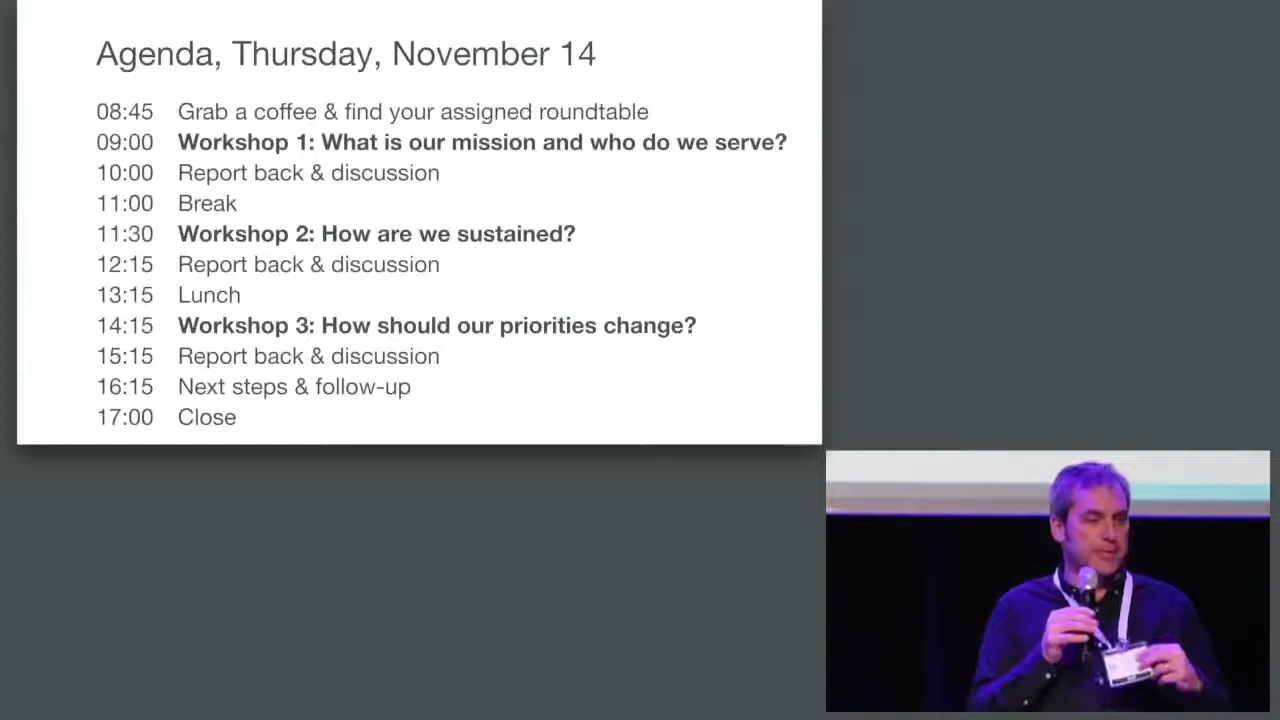 Agenda, Thursday, November 14
08:45 Grab a coffee & find your assigned roundtable
09:00 Workshop 1: What is our mission and who do we serve?
10:00 Report back & discussion
11:00 Break
11:30 Workshop 2: How are we sustained?
12:15 Report back & discussion
13:15 Lunch
14:15 Workshop 3: How should our priorities change?
15:15 Report back & discussion
16:15 Next steps & follow-up
17:00 Close